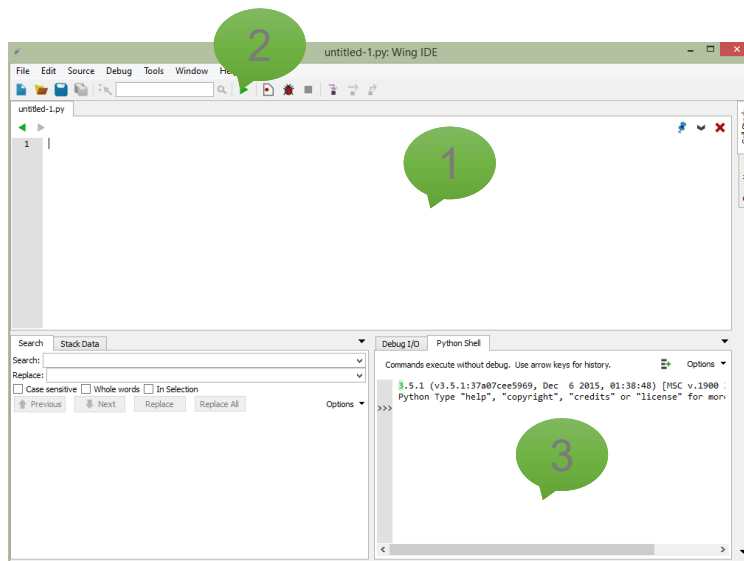 2
untitled-1.py: Wing IDE
File Edit Source Debug Tools Window
untitled-1.py
1
1
Search Stack Data
Debug I/O Python Shell
Search:
Replace:
Case sensitive Whole words In Selection
Previous Next Replace Replace All Options
Commands execute without debug. Use arrow keys for history. Options
3.5.1 (v3.5.1:37a07cee5969, Dec 6 2015, 01:38:48) [MSC v.1900
Python Type "help", "copyright", "credits" or "license" for more
>>>
3